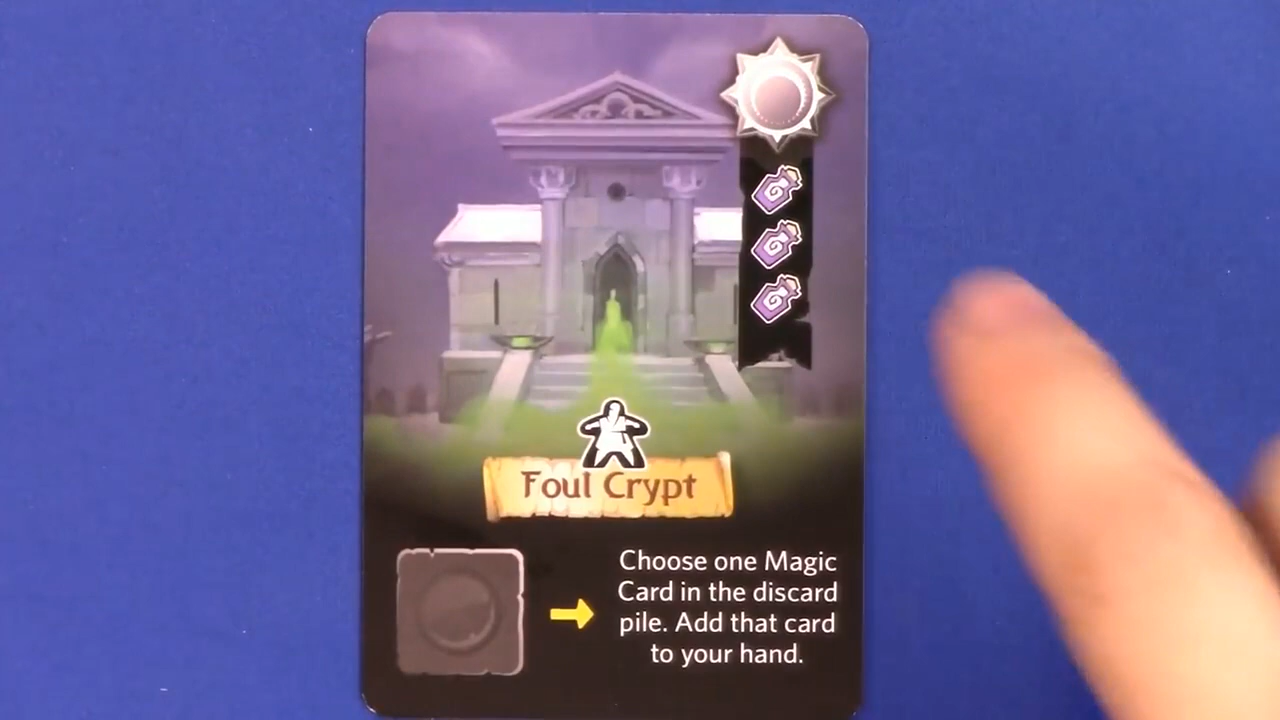 Foul Crypt
Choose one Magic
Card in the discard
pile. Add that card
to your hand.